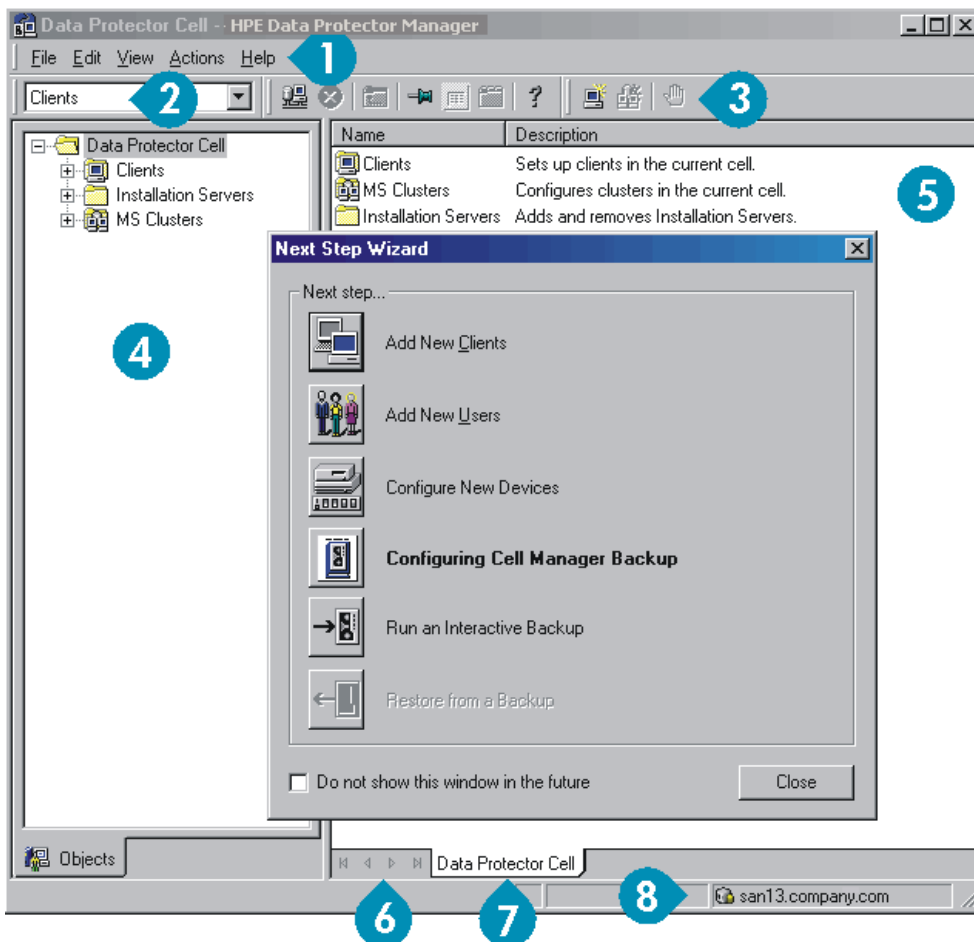 Data Protector Cell - - HPE Data Protector Manager
File Edit View Actions Help
1
Clients
2
?
3
Data Protector Cell
Clients
Installation Servers
MS Clusters
4
Name Description
Clients Sets up clients in the current cell.
MS Clusters Configures clusters in the current cell.
Installation Servers Adds and removes Installation Servers.
5
Next Step Wizard
Next step...
Add New Clients
Add New Users
Configure New Devices
Configuring Cell Manager Backup
Run an Interactive Backup
Restore from a Backup
Do not show this window in the future
Close
Objects
Data Protector Cell
san13.company.com
6
7
8